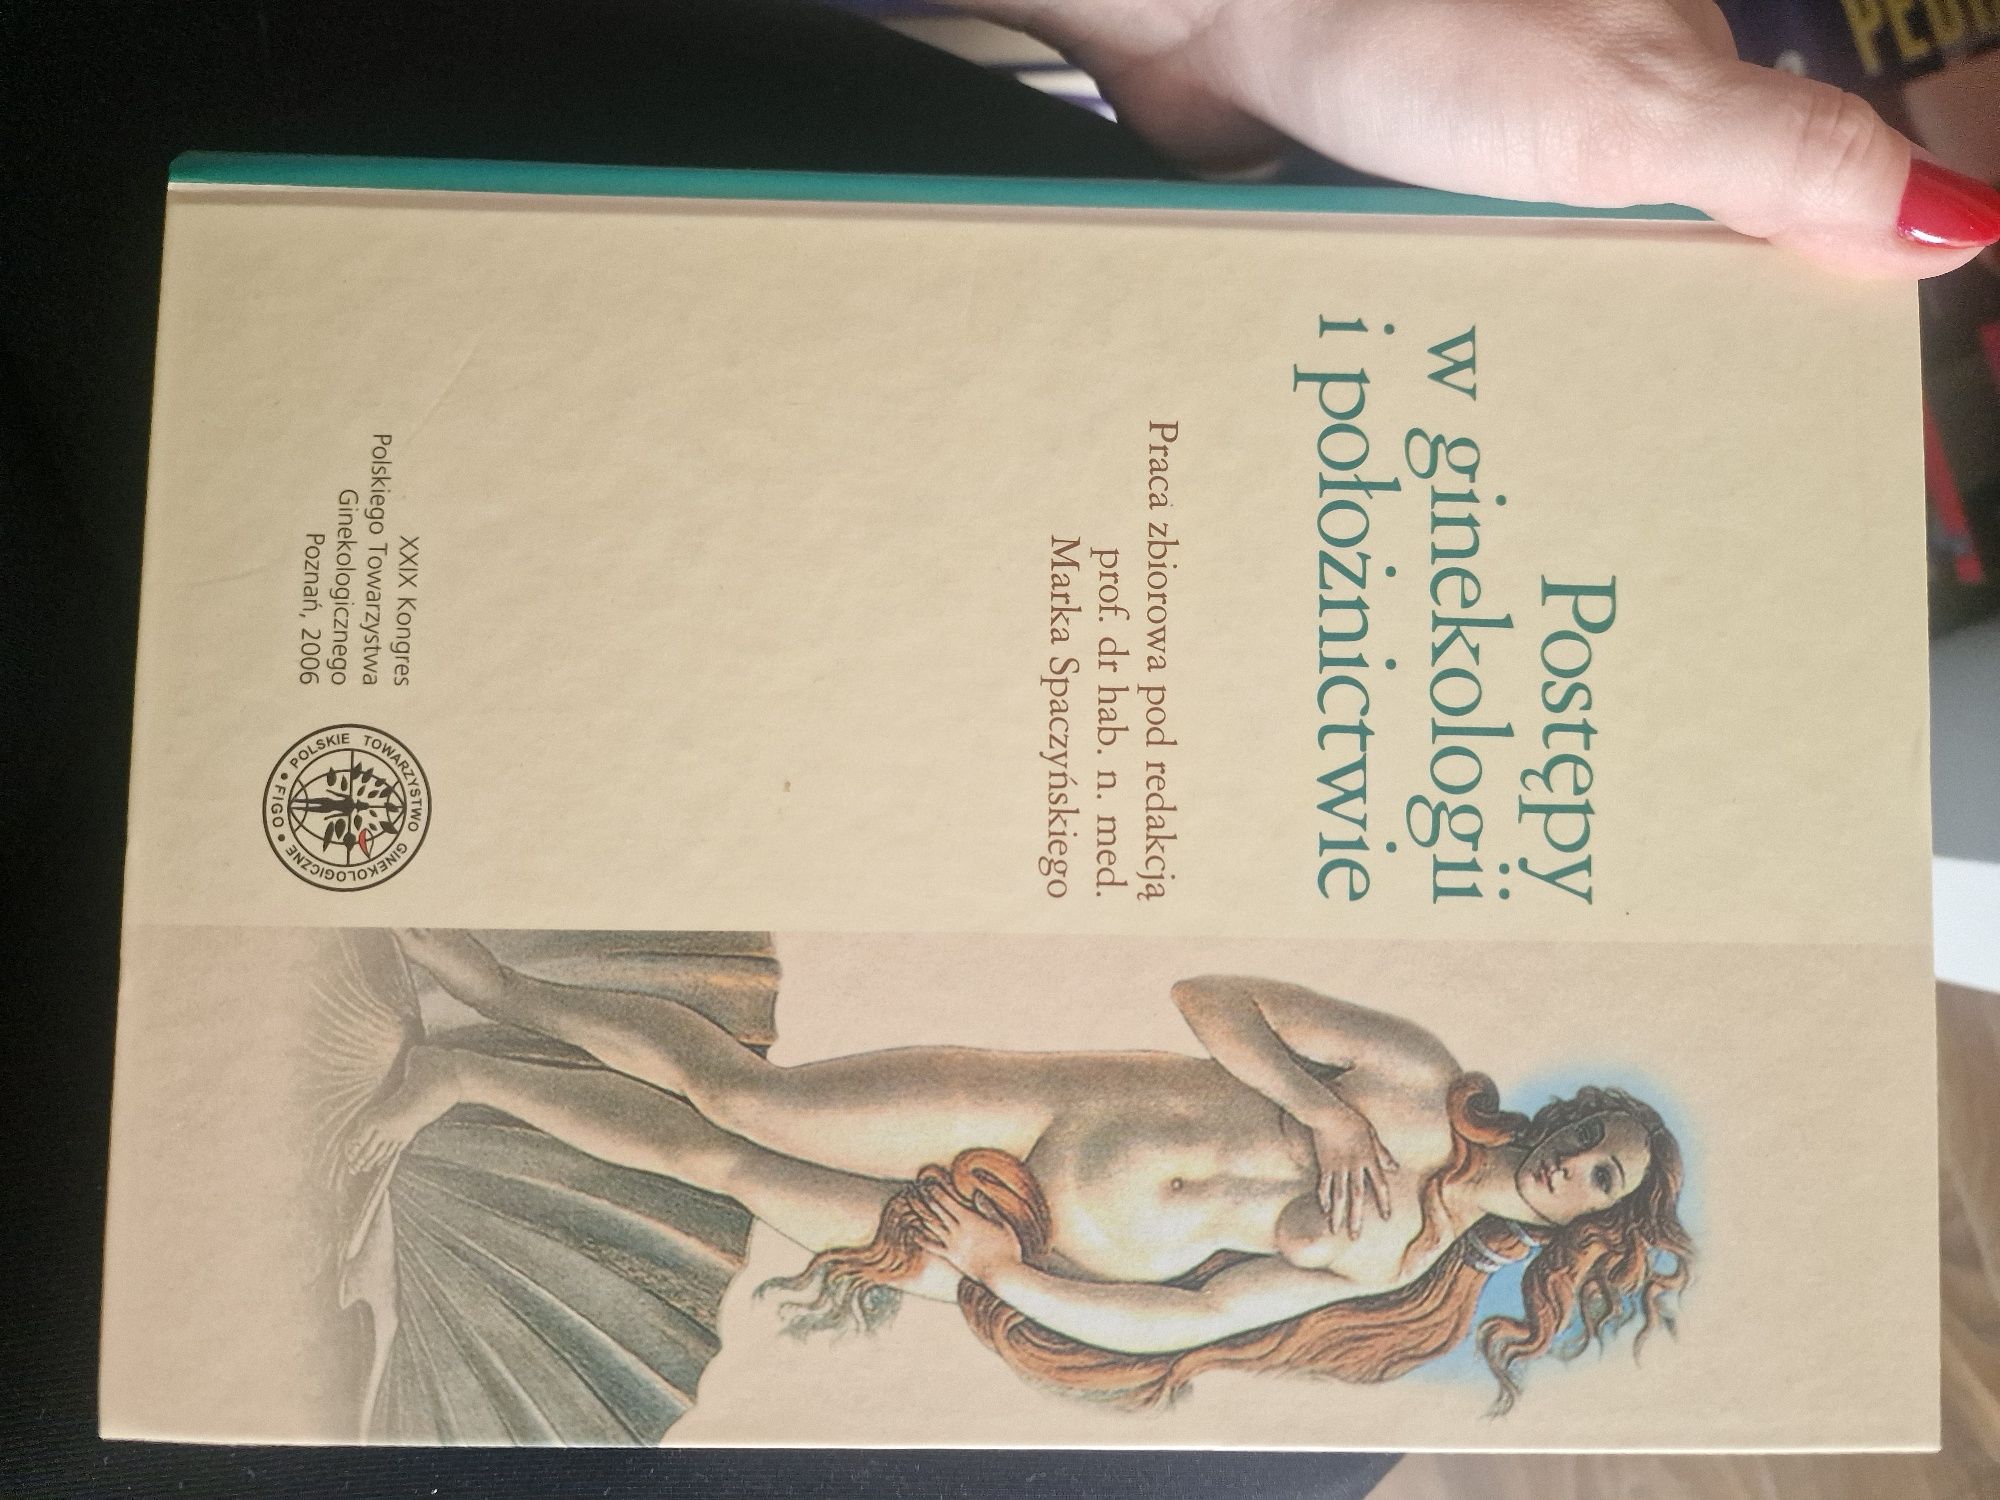 Postępy
w ginekologii
i położnictwie
Praca zbiorowa pod redakcją
prof. dr hab. n. med.
Marka Spaczyńskiego
XXIX Kongres
Polskiego Towarzystwa
Ginekologicznego
Poznań, 2006
POLSKIE TOWARZYSTWO GINEKOLOGICZNE
• FIGO •